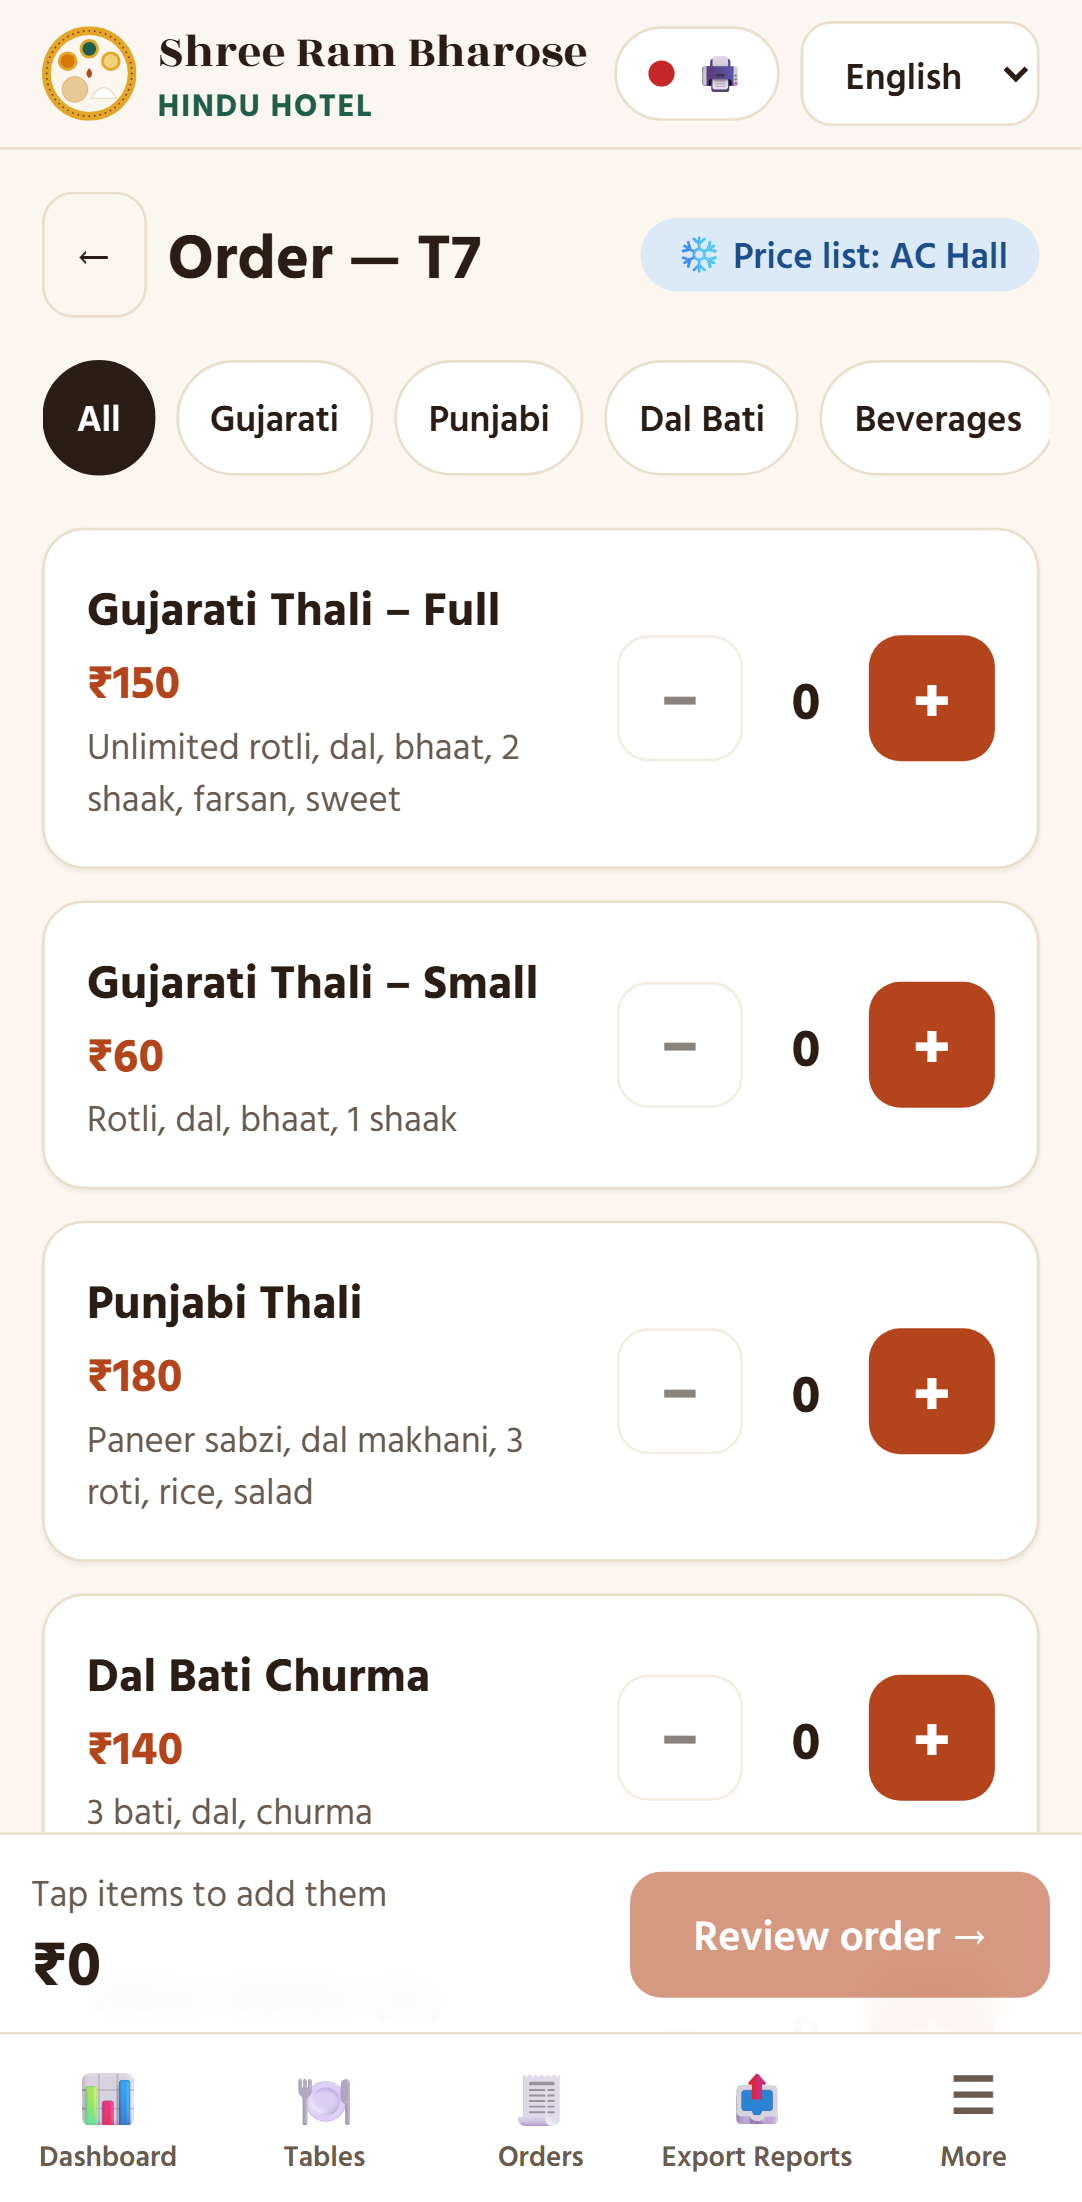 Shree Ram Bharose
HINDU HOTEL
English
←
Order — T7
Price list: AC Hall
All
Gujarati
Punjabi
Dal Bati
Beverages
Gujarati Thali – Full
₹150
Unlimited rotli, dal, bhaat, 2
shaak, farsan, sweet
− 0 +
Gujarati Thali – Small
₹60
Rotli, dal, bhaat, 1 shaak
− 0 +
Punjabi Thali
₹180
Paneer sabzi, dal makhani, 3
roti, rice, salad
− 0 +
Dal Bati Churma
₹140
3 bati, dal, churma
− 0 +
Tap items to add them
₹0
Review order →
Dashboard
Tables
Orders
Export Reports
More